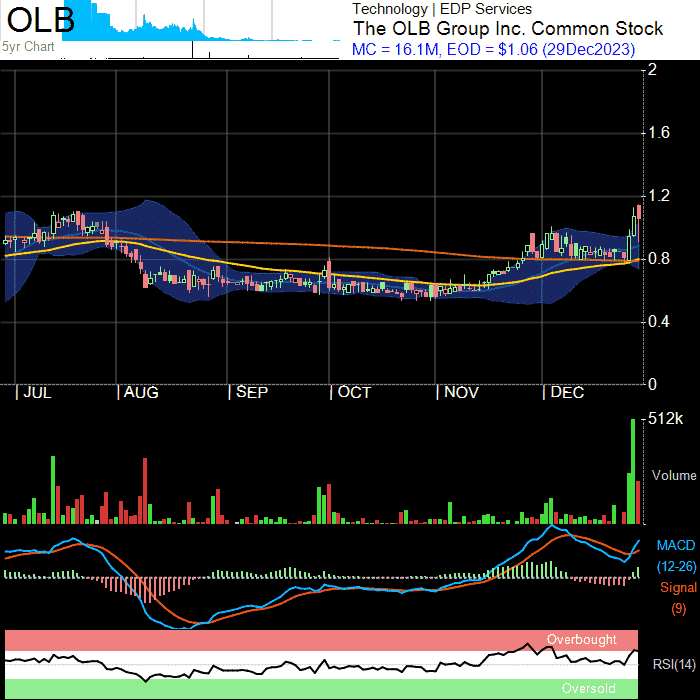 OLB
5yr Chart
Technology | EDP Services
The OLB Group Inc. Common Stock
MC = 16.1M, EOD = $1.06 (29Dec2023)
2
1.6
1.2
0.8
0.4
0
| JUL | AUG | SEP | OCT | NOV | DEC
512k
Volume
MACD
(12-26)
Signal
(9)
Overbought
RSI(14)
Oversold